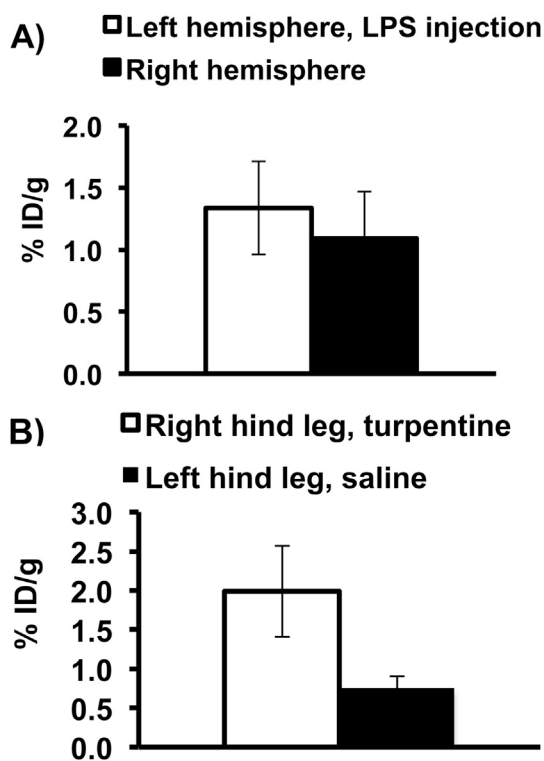 A)
Left hemisphere, LPS injection
Right hemisphere
2.0
1.5
1.0
0.5
0.0
% ID/g
B)
Right hind leg, turpentine
Left hind leg, saline
3.0
2.5
2.0
1.5
1.0
0.5
0.0
% ID/g